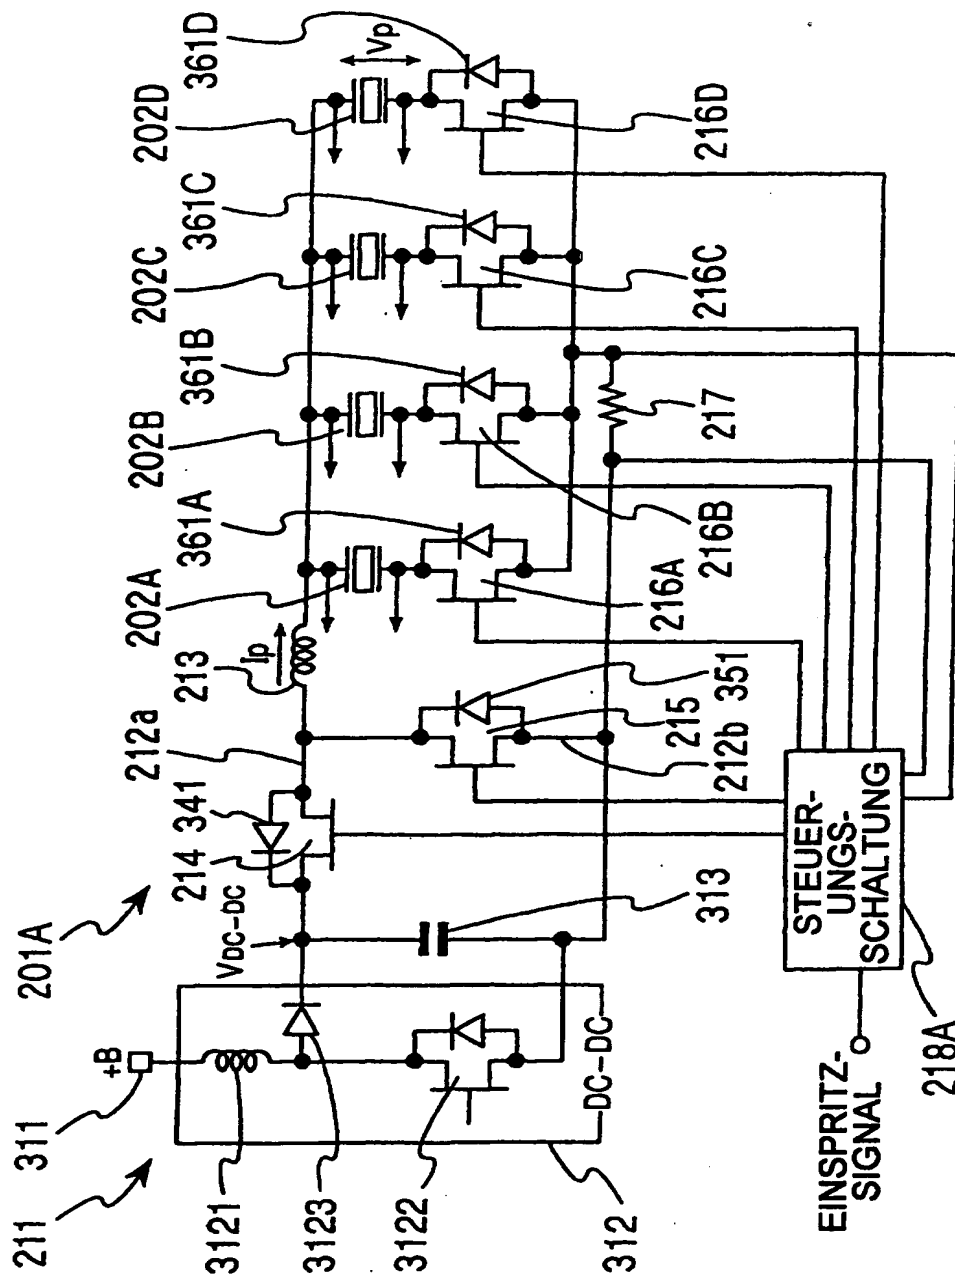 201A
211
311
+B
3121
3123
3122
312
DC-DC
VDC-DC
313
214
341
212a
213
Ip
202A
361A
202B
361B
202C
361C
202D
361D
Vp
351
215
212b
216A
216B
216C
216D
217
STEUER-
UNGS-
SCHALTUNG
218A
EINSPRITZ-
SIGNAL